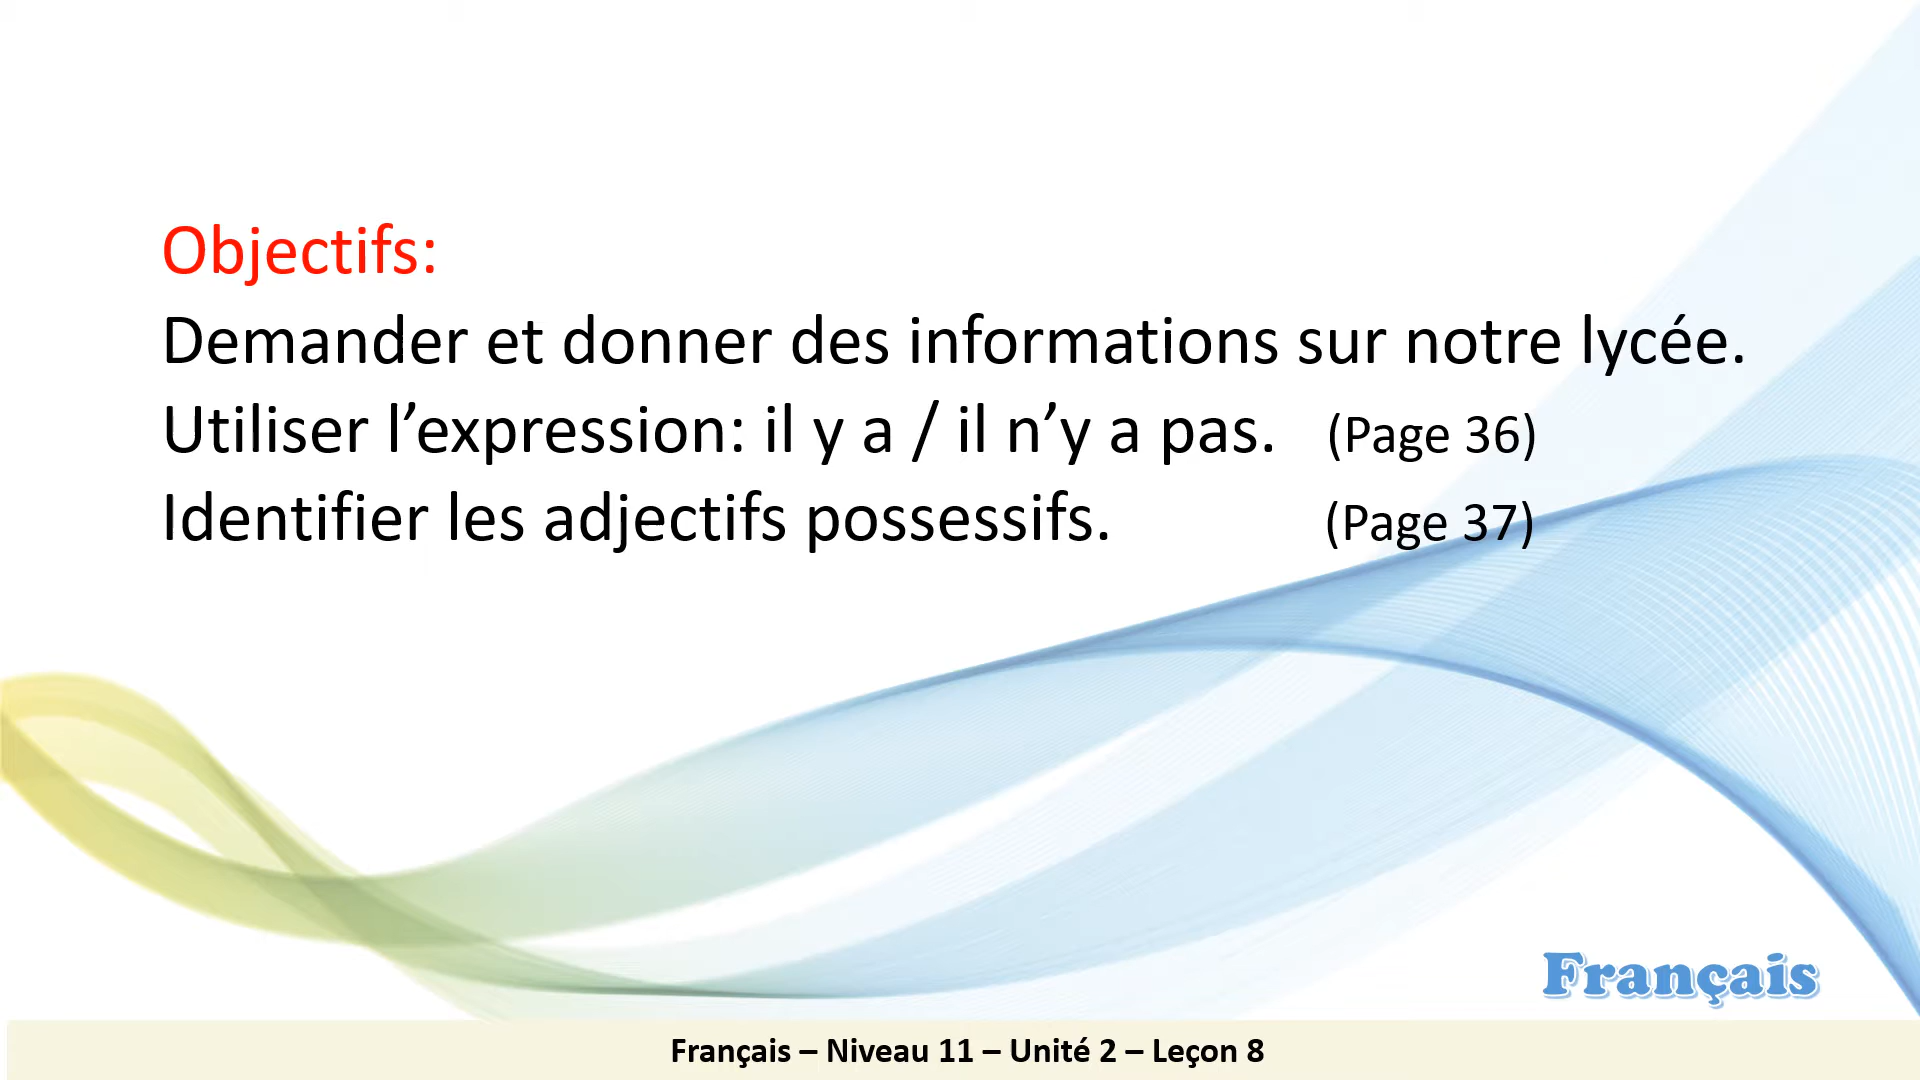 Objectifs:
Demander et donner des informations sur notre lycée.
Utiliser l’expression: il y a / il n’y a pas. (Page 36)
Identifier les adjectifs possessifs. (Page 37)
Français
Français – Niveau 11 – Unité 2 – Leçon 8